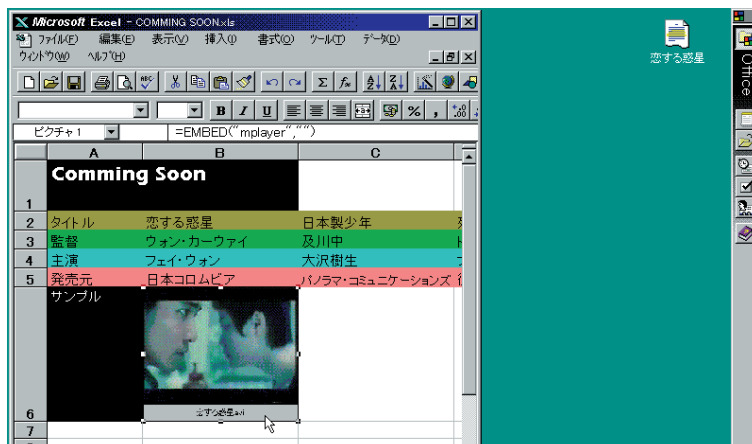 Microsoft Excel - COMMING SOON.xls
ファイル(F) 編集(E) 表示(V) 挿入(I) 書式(O) ツール(T) データ(D)
ウィンドウ(W) ヘルプ(H)
ピクチャ 1 =EMBED("mplayer","")
A B C
Comming Soon
1
2 タイトル 恋する惑星 日本製少年
3 監督 ウォン・カーウァイ 及川中
4 主演 フェイ・ウォン 大沢樹生
5 発売元 日本コロムビア パノラマ・コミュニケーションズ
サンプル
恋する惑星.avi
6
7
恋する惑星
Office